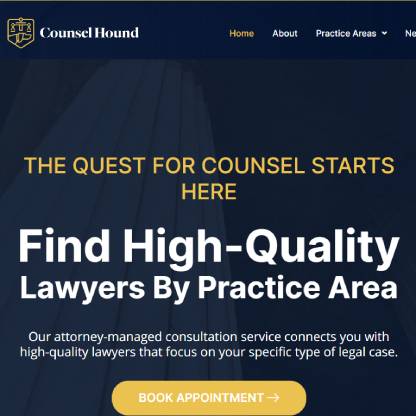 Counsel Hound
Home About Practice Areas Ne
THE QUEST FOR COUNSEL STARTS
HERE
Find High-Quality
Lawyers By Practice Area
Our attorney-managed consultation service connects you with
high-quality lawyers that focus on your specific type of legal case.
BOOK APPOINTMENT →